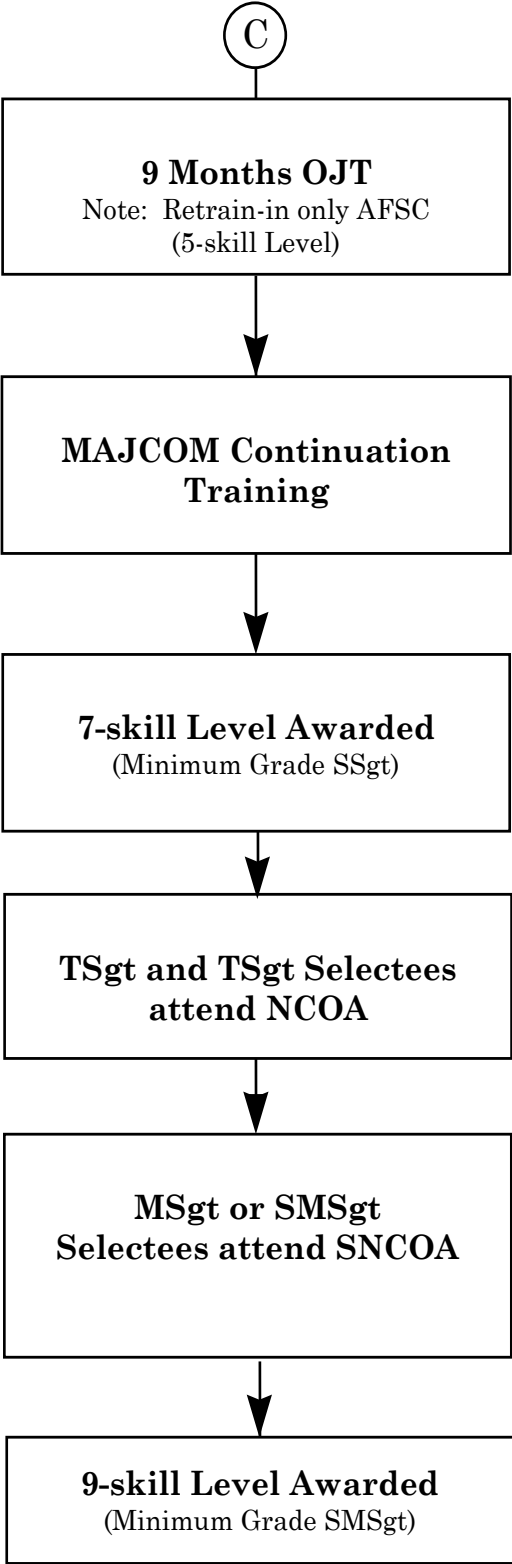 C
9 Months OJT
Note: Retrain-in only AFSC
(5-skill Level)
MAJCOM Continuation
Training
7-skill Level Awarded
(Minimum Grade SSgt)
TSgt and TSgt Selectees
attend NCOA
MSgt or SMSgt
Selectees attend SNCOA
9-skill Level Awarded
(Minimum Grade SMSgt)